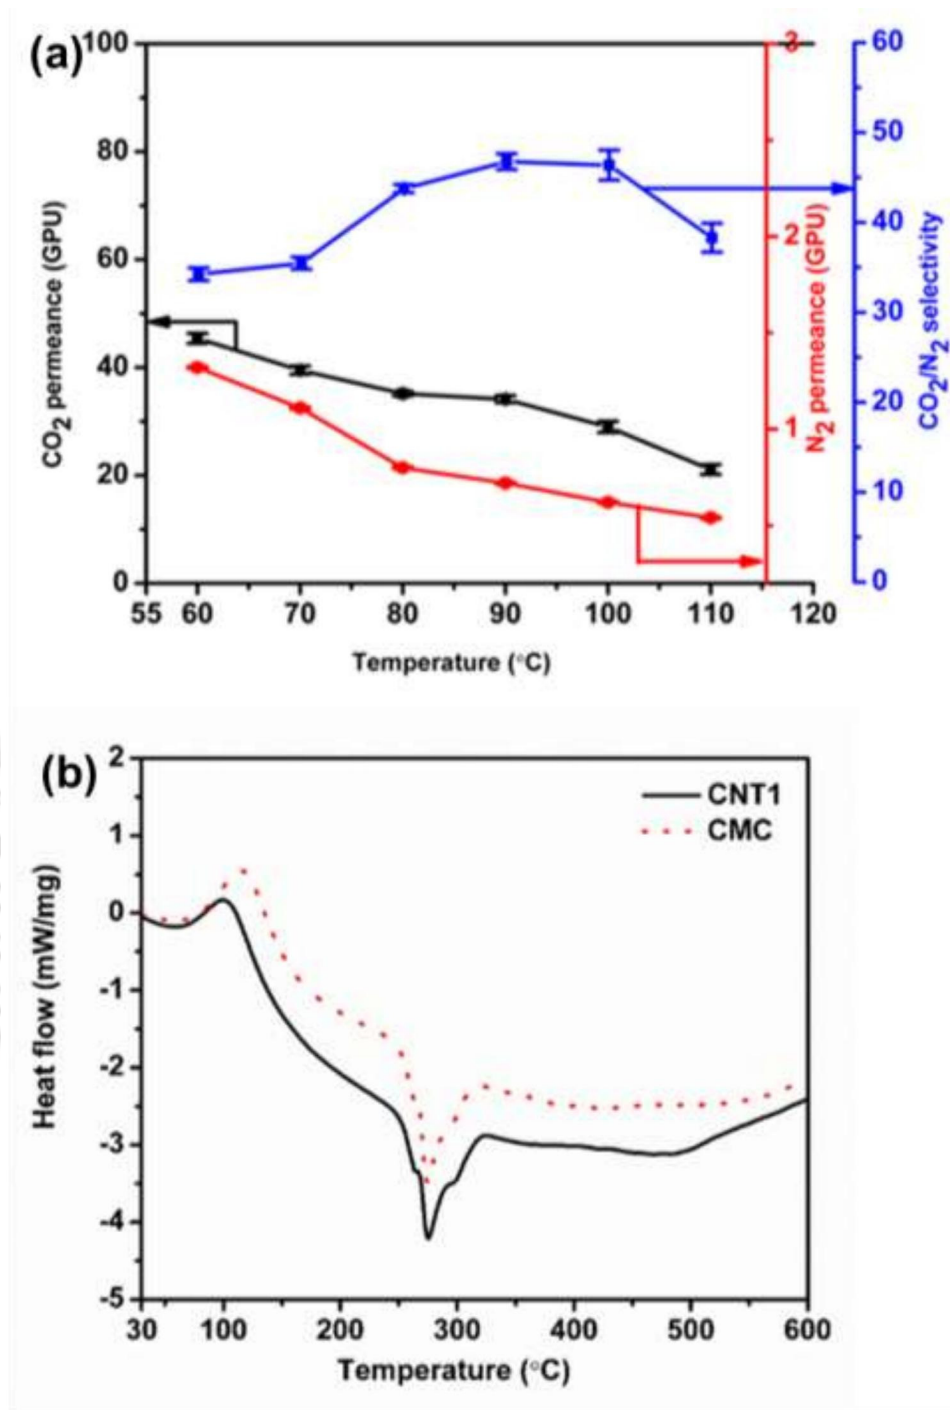 (a)
100
80
60
40
20
0
CO2 permeance (GPU)
55 60 70 80 90 100 110 120
Temperature (°C)
3
2
1
N2 permeance (GPU)
60
50
40
30
20
10
0
CO2/N2 selectivity
(b)
2
1
0
-1
-2
-3
-4
-5
Heat flow (mW/mg)
CNT1
CMC
30 100 200 300 400 500 600
Temperature (°C)